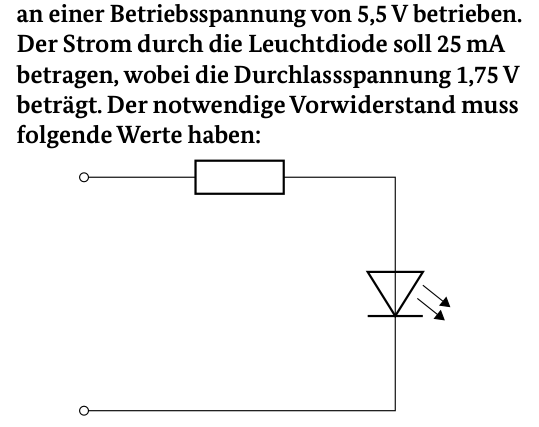 an einer Betriebsspannung von 5,5 V betrieben.
Der Strom durch die Leuchtdiode soll 25 mA
betragen, wobei die Durchlassspannung 1,75 V
beträgt. Der notwendige Vorwiderstand muss
folgende Werte haben: